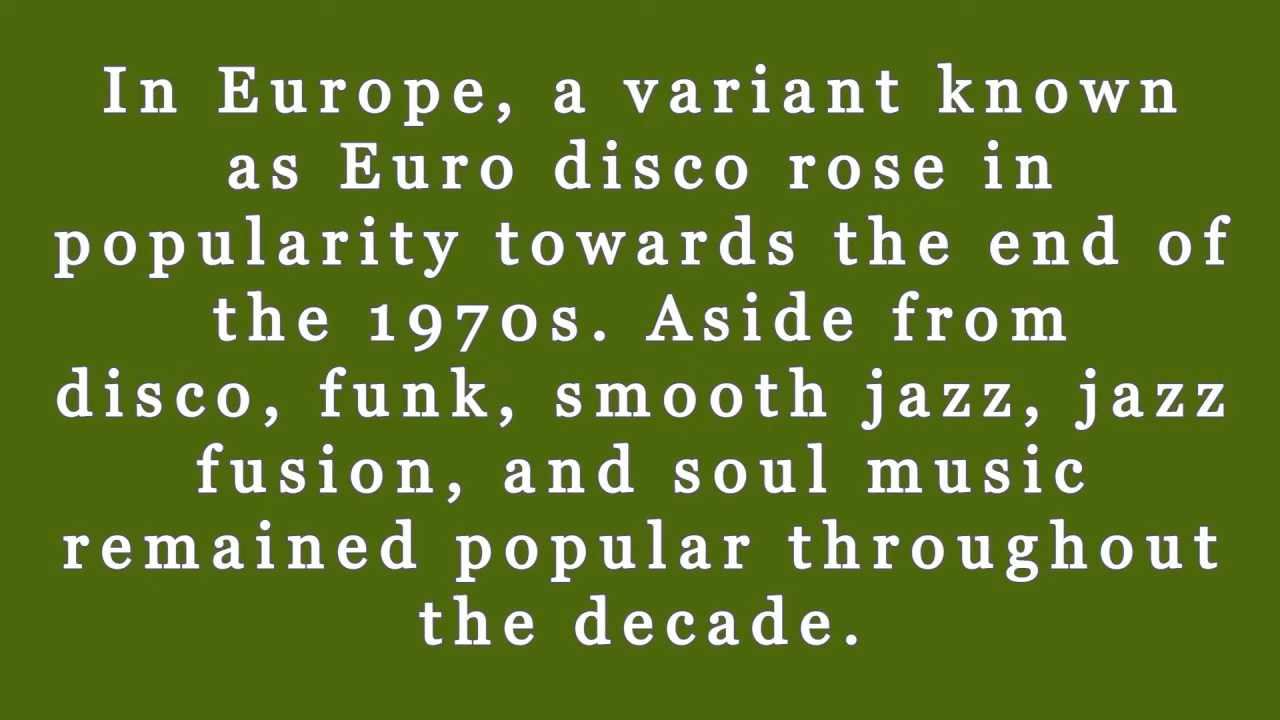 In Europe, a variant known
as Euro disco rose in
popularity towards the end of
the 1970s. Aside from
disco, funk, smooth jazz, jazz
fusion, and soul music
remained popular throughout
the decade.